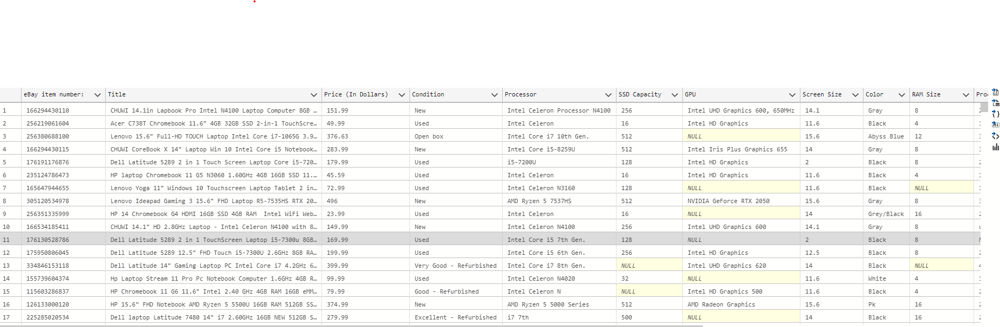 eBay item number: Title Price (In Dollars) Condition Processor SSD Capacity GPU Screen Size Color RAM Size
1 166294430110 CHUWI 14.1in Lapbook Pro Intel N4100 Laptop Computer 8GB … 151.99 New Intel Celeron Processor N4100 256 Intel UHD Graphics 600, 650MHz 14.1 Gray 8
2 256219061604 Acer C738T Chromebook 11.6" 4GB 32GB SSD 2-in-1 TouchScre… 49.99 Used Intel Celeron 16 Intel HD Graphics 11.6 Black 4
3 256380688100 Lenovo 15.6" Full-HD TOUCH Laptop Intel Core i7-1065G 3.9… 376.63 Open box Intel Core i7 10th Gen. 512 NULL 15.6 Abyss Blue 12
4 166294430115 CHUWI CoreBook X 14" Laptop Win 10 Intel Core i5 Notebook… 283.99 New Intel Core i5-8259U 512 Intel Iris Plus Graphics 655 14 Gray 8
5 176191176876 Dell Latitude 5289 2 in 1 Touch Screen Laptop Core i5-720… 179.99 Used i5-7200U 128 Intel HD Graphics 2 Black 8
6 235124786473 HP laptop Chromebook 11 G5 N3060 1.60GHz 4GB 16GB SSD 11.… 45.59 Used Intel Celeron 16 Intel HD Graphics 11.6 Black 4
7 165647944655 Lenovo Yoga 11" Windows 10 Touchscreen Laptop Tablet 2 in… 72.99 Used Intel Celeron N3160 128 NULL 11.6 Black NULL
8 305120534978 Lenovo Ideapad Gaming 3 15.6" FHD Laptop R5-7535HS RTX 20… 496 New AMD Ryzen 5 7537HS 512 NVIDIA GeForce RTX 2050 15.6 Gray 8
9 256351335999 HP 14 Chromebook G4 HDMI 16GB SSD 4GB RAM Intel WiFi Web… 23.99 Used Intel Celeron 16 NULL 14 Grey/Black 16
10 166534185411 CHUWI 14.1" HD 2.8GHz Laptop - Intel Celeron N4100 with 8… 149.99 New Intel Celeron N4100 256 Intel UHD Graphics 600 14.1 Gray 8
11 176130528786 Dell Latitude 5289 2 in 1 TouchScreen Laptop i5-7300u 8GB… 169.99 Used Intel Core i5 7th Gen. 128 NULL 2 Black 8
12 175950806045 Dell Latitude 5289 12.5" FHD Touch i5-7300U 2.6GHz 8GB RA… 199.99 Used Intel Core i5 6th Gen. 256 Intel HD Graphics 12.5 Black 8
13 334846153118 Dell Latitude 14" Gaming Laptop PC Intel Core i7 4.2GHz 6… 399.99 Very Good - Refurbished Intel Core i7 8th Gen. NULL Intel UHD Graphics 620 14 Black NULL
14 155739604374 Hp Laptop Stream 11 Pro Pc Notebook Computer 1.6GHz 4GB R… 99.99 Used Intel Celeron N4020 32 NULL 11.6 White 4
15 115603286837 HP Chromebook 11 G6 11.6" Intel 2.40 GHz 4GB RAM 16GB eMM… 79.99 Good - Refurbished Intel Celeron N NULL Intel HD Graphics 500 11.6 Black 4
16 126133000120 HP 15.6" FHD Notebook AMD Ryzen 5 5500U 16GB RAM 512GB SS… 374.99 New AMD Ryzen 5 5000 Series 512 AMD Radeon Graphics 15.6 Pk 16
17 225285020534 Dell laptop Latitude 7480 14" i7 2.60GHz 16GB NEW 512GB S… 279.99 Excellent - Refurbished i7 7th 500 NULL 14 Black 16